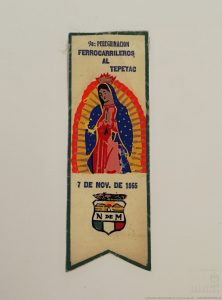 9a. PEREGRINACION
FERROCARRILEROS
AL
TEPEYAC
7 DE NOV. DE 1965
N DE M